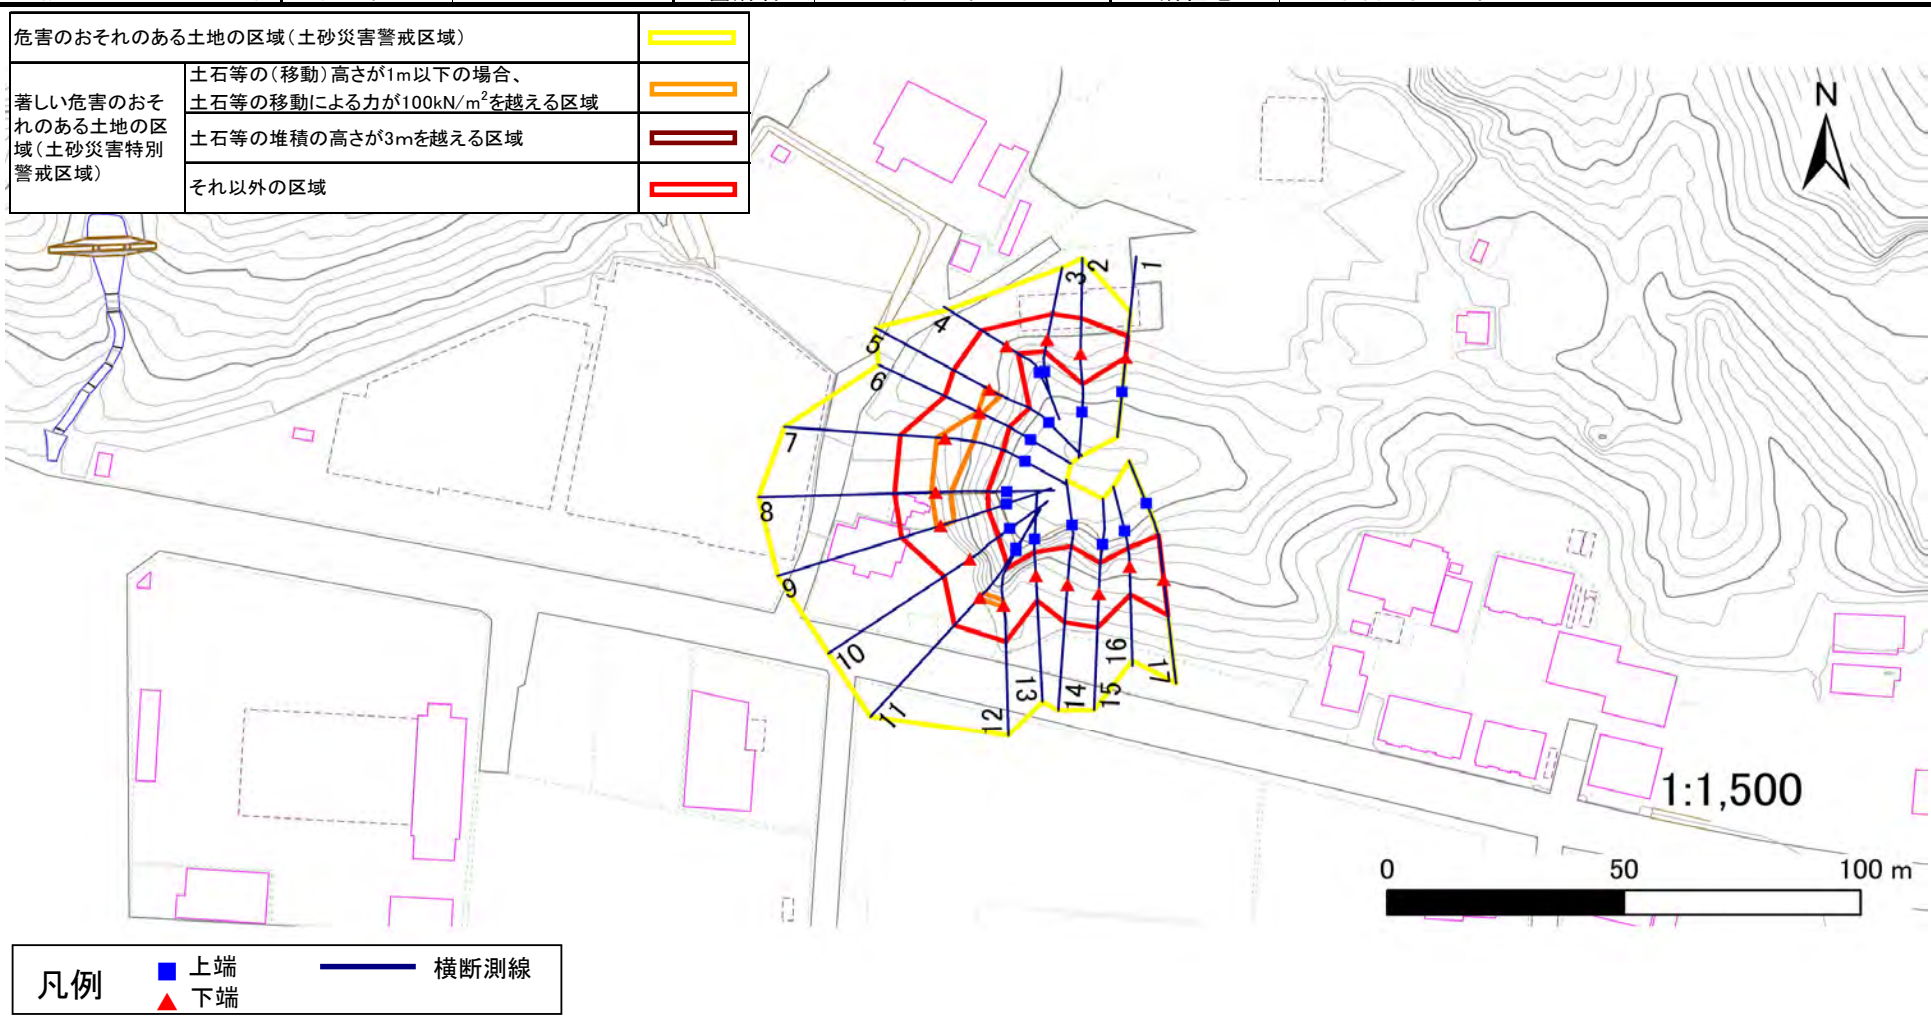 危害のおそれのある土地の区域(土砂災害警戒区域)
著しい危害のおそ
れのある土地の区
域(土砂災害特別
警戒区域)
土石等の(移動)高さが1m以下の場合、
土石等の移動による力が100kN/m²を越える区域
土石等の堆積の高さが3mを越える区域
それ以外の区域
N
1
2
3
4
5
6
7
8
9
10
11
12
13
14
15
16
17
1:1,500
0 50 100 m
凡例
上端
下端
横断測線